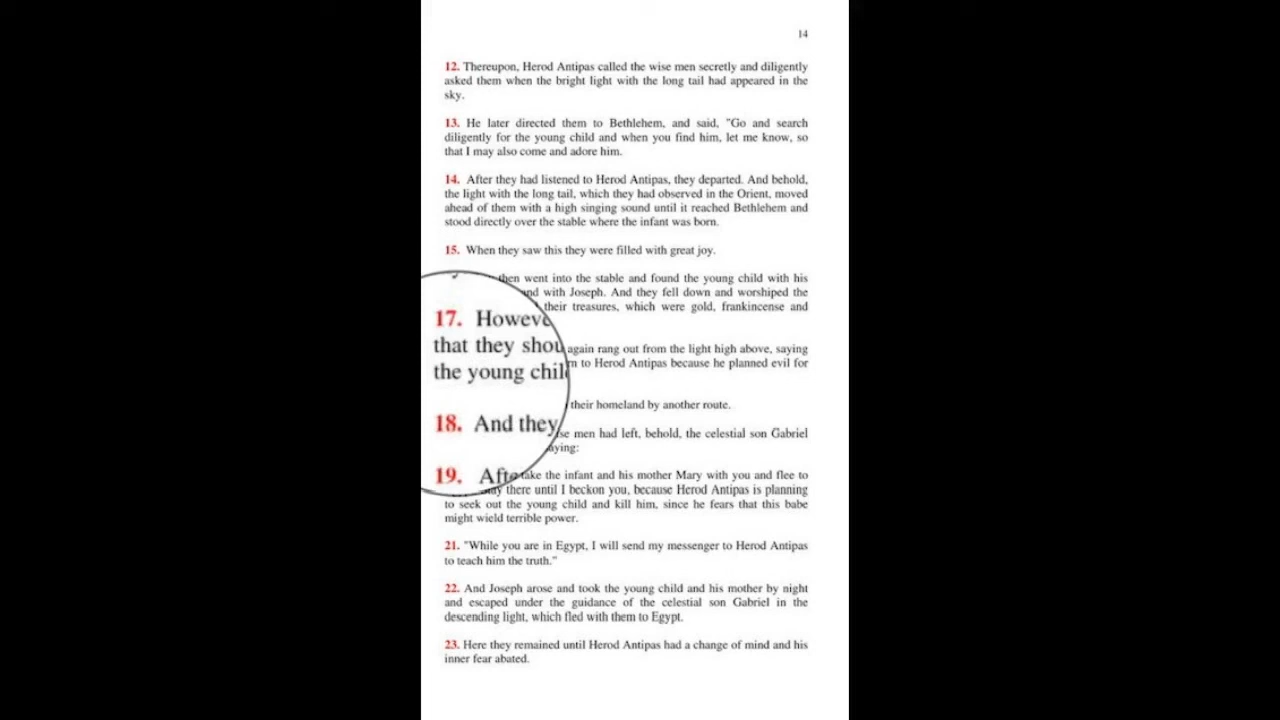 14
12. Thereupon, Herod Antipas called the wise men secretly and diligently
asked them when the bright light with the long tail had appeared in the
sky.
13. He later directed them to Bethlehem, and said, "Go and search
diligently for the young child and when you find him, let me know, so
that I may also come and adore him.
14. After they had listened to Herod Antipas, they departed. And behold,
the light with the long tail, which they had observed in the Orient, moved
ahead of them with a high singing sound until it reached Bethlehem and
stood directly over the stable where the infant was born.
15. When they saw this they were filled with great joy.
then went into the stable and found the young child with his
with Joseph. And they fell down and worshiped the
their treasures, which were gold, frankincense and
17.
that they
again rang out from the light high above, saying
the young
to Herod Antipas because he planned evil for
18. And they
their homeland by another route.
men had left, behold, the celestial son Gabriel
19.
the infant and his mother Mary with you and flee to
there until I beckon you, because Herod Antipas is planning
to seek out the young child and kill him, since he fears that this babe
might wield terrible power.
21. "While you are in Egypt, I will send my messenger to Herod Antipas
to teach him the truth."
22. And Joseph arose and took the young child and his mother by night
and escaped under the guidance of the celestial son Gabriel in the
descending light, which fled with them to Egypt.
23. Here they remained until Herod Antipas had a change of mind and his
inner fear abated.